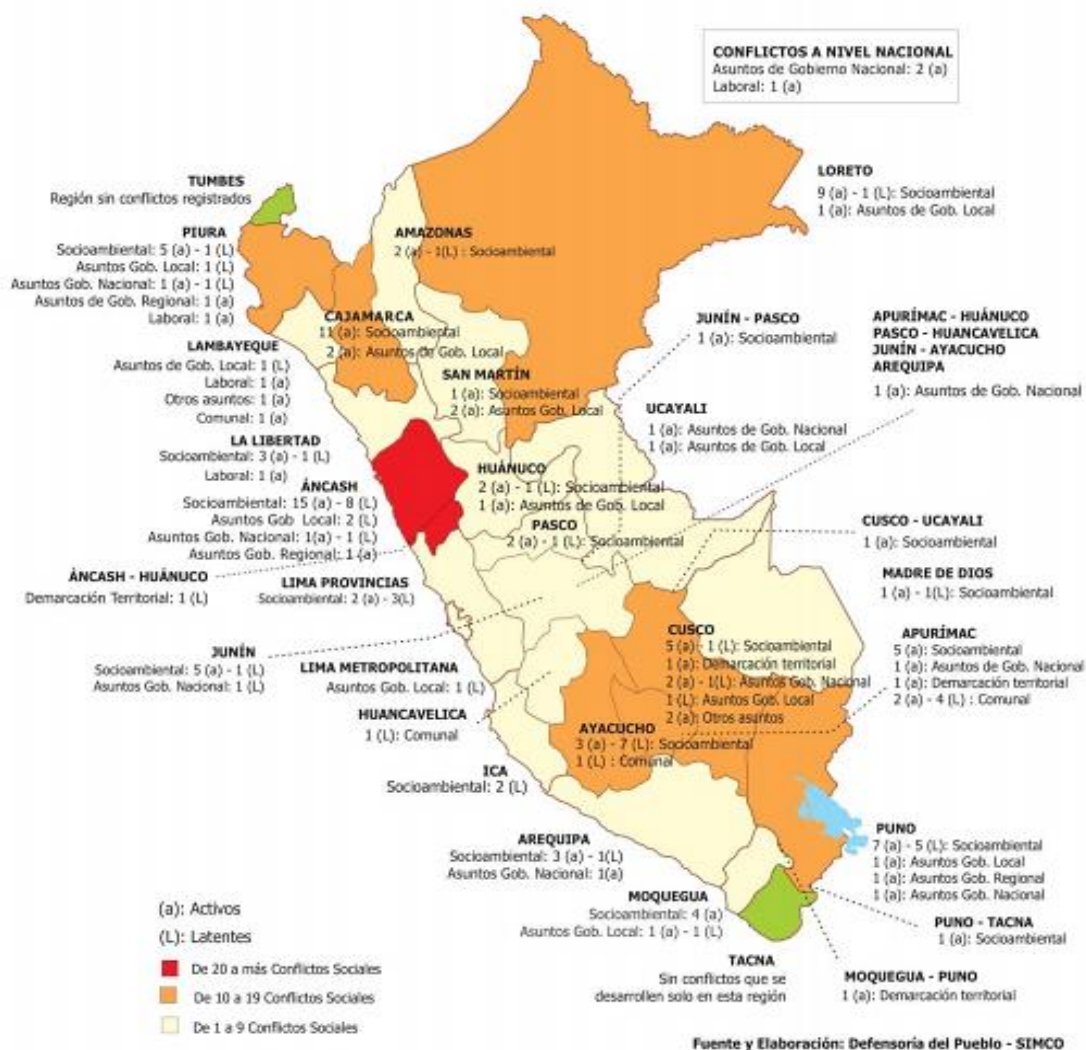 CONFLICTOS A NIVEL NACIONAL
Asuntos de Gobierno Nacional: 2 (a)
Laboral: 1 (a)
LORETO
9 (a) - 1 (L): Socioambiental
1 (a): Asuntos de Gob. Local
TUMBES
Región sin conflictos registrados
PIURA
Socioambiental: 5 (a) - 1 (L)
Asuntos Gob. Local: 1 (L)
Asuntos Gob. Nacional: 1 (a) - 1 (L)
Asuntos de Gob. Regional: 1 (a)
Laboral: 1 (a)
AMAZONAS
2 (a) - 1(L) : Socioambiental
CAJAMARCA
11 (a): Socioambiental
2 (a): Asuntos de Gob. Local
LAMBAYEQUE
Asuntos de Gob. Local: 1 (L)
Laboral: 1 (a)
Otros asuntos: 1 (a)
Comunal: 1 (a)
SAN MARTÍN
1 (a): Socioambiental
2 (a): Asuntos Gob. Local
JUNÍN - PASCO
1 (a): Socioambiental
APURÍMAC - HUÁNUCO
PASCO - HUANCAVELICA
JUNÍN - AYACUCHO
AREQUIPA
1 (a): Asuntos de Gob. Nacional
UCAYALI
1 (a): Asuntos de Gob. Nacional
1 (a): Asuntos de Gob. Local
LA LIBERTAD
Socioambiental: 3 (a) - 1 (L)
Laboral: 1 (a)
ÁNCASH
Socioambiental: 15 (a) - 8 (L)
Asuntos Gob Local: 2 (L)
Asuntos Gob. Nacional: 1(a) - 1 (L)
Asuntos Gob. Regional: 1 (a)
HUÁNUCO
2 (a) - 1 (L): Socioambiental
1 (a): Asuntos de Gob. Local
PASCO
2 (a) - 1 (L): Socioambiental
CUSCO - UCAYALI
1 (a): Socioambiental
ÁNCASH - HUÁNUCO
Demarcación Territorial: 1 (L)
LIMA PROVINCIAS
Socioambiental: 2 (a) - 3(L)
MADRE DE DIOS
1 (a) - 1(L): Socioambiental
JUNÍN
Socioambiental: 5 (a) - 1 (L)
Asuntos Gob. Nacional: 1 (L)
LIMA METROPOLITANA
Asuntos Gob. Local: 1 (L)
CUSCO
5 (a) - 1 (L): Socioambiental
1 (a): Demarcación territorial
2 (a) - 1(L): Asuntos Gob. Nacional
1 (L): Asuntos Gob. Local
2 (a): Otros asuntos
APURÍMAC
5 (a): Socioambiental
1 (a): Asuntos de Gob. Nacional
1 (a): Demarcación territorial
2 (a) - 4 (L) : Comunal
HUANCAVELICA
1 (L): Comunal
AYACUCHO
3 (a) - 7 (L): Socioambiental
1 (L) : Comunal
ICA
Socioambiental: 2 (L)
AREQUIPA
Socioambiental: 3 (a) - 1(L)
Asuntos Gob. Nacional: 1(a)
PUNO
7 (a) - 5 (L): Socioambiental
1 (a): Asuntos Gob. Local
1 (a): Asuntos Gob. Regional
1 (a): Asuntos Gob. Nacional
MOQUEGUA
Socioambiental: 4 (a)
Asuntos Gob. Local: 1 (a) - 1 (L)
PUNO - TACNA
1 (a): Socioambiental
TACNA
Sin conflictos que se
desarrollen solo en esta región
MOQUEGUA - PUNO
1 (a): Demarcación territorial
(a): Activos
(L): Latentes
De 20 a más Conflictos Sociales
De 10 a 19 Conflictos Sociales
De 1 a 9 Conflictos Sociales
Fuente y Elaboración: Defensoría del Pueblo - SIMCO